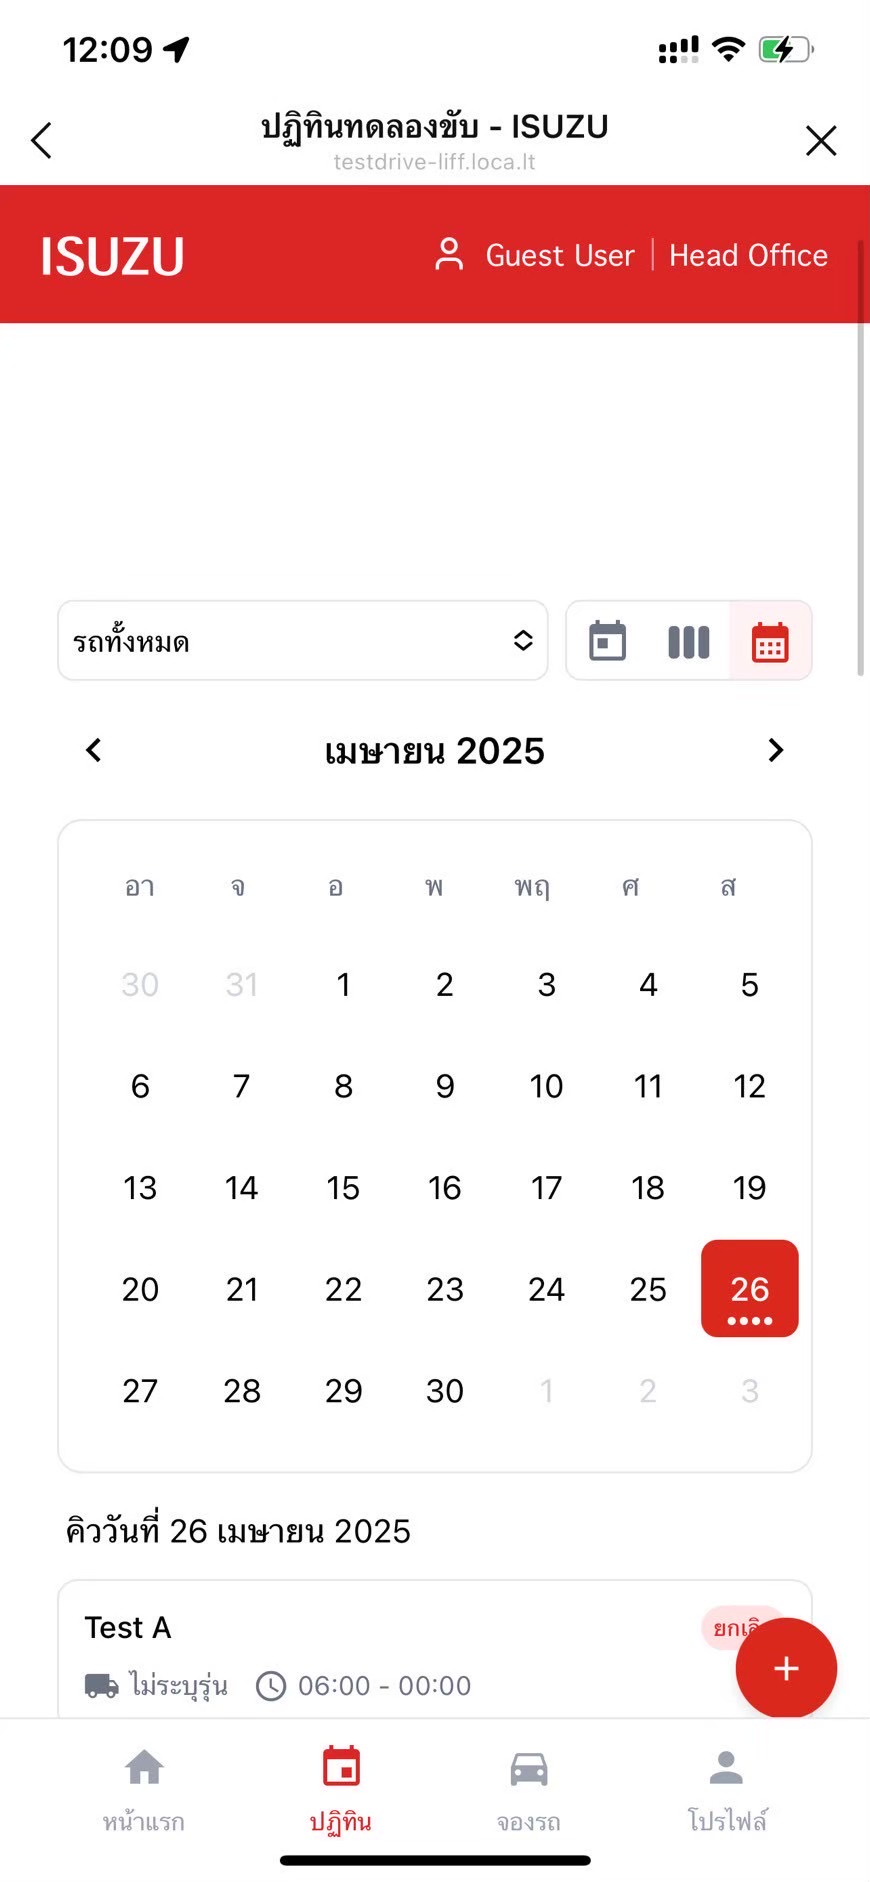 12:09
ปฏิทินทดลองขับ - ISUZU
testdrive-liff.loca.lt
ISUZU
Guest User | Head Office
รถทั้งหมด
เมษายน 2025
อา จ อ พ พฤ ศ ส
30 31 1 2 3 4 5
6 7 8 9 10 11 12
13 14 15 16 17 18 19
20 21 22 23 24 25 26
27 28 29 30 1 2 3
คิววันที่ 26 เมษายน 2025
Test A
ไม่ระบุรุ่น 06:00 - 00:00
+
หน้าแรก ปฏิทิน จองรถ โปรไฟล์